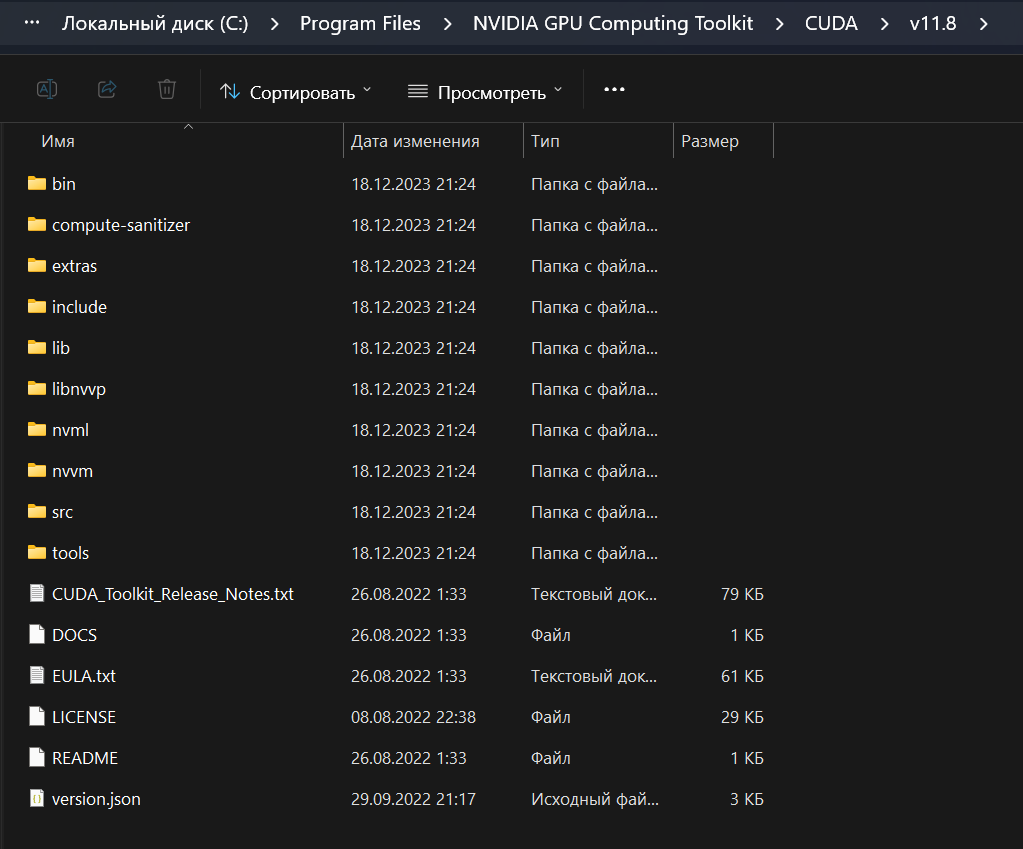 ··· Локальный диск (C:) > Program Files > NVIDIA GPU Computing Toolkit > CUDA > v11.8 >
Сортировать Просмотреть ···
Имя Дата изменения Тип Размер
bin 18.12.2023 21:24 Папка с файла...
compute-sanitizer 18.12.2023 21:24 Папка с файла...
extras 18.12.2023 21:24 Папка с файла...
include 18.12.2023 21:24 Папка с файла...
lib 18.12.2023 21:24 Папка с файла...
libnvvp 18.12.2023 21:24 Папка с файла...
nvml 18.12.2023 21:24 Папка с файла...
nvvm 18.12.2023 21:24 Папка с файла...
src 18.12.2023 21:24 Папка с файла...
tools 18.12.2023 21:24 Папка с файла...
CUDA_Toolkit_Release_Notes.txt 26.08.2022 1:33 Текстовый док... 79 КБ
DOCS 26.08.2022 1:33 Файл 1 КБ
EULA.txt 26.08.2022 1:33 Текстовый док... 61 КБ
LICENSE 08.08.2022 22:38 Файл 29 КБ
README 26.08.2022 1:33 Файл 1 КБ
version.json 29.09.2022 21:17 Исходный фай... 3 КБ